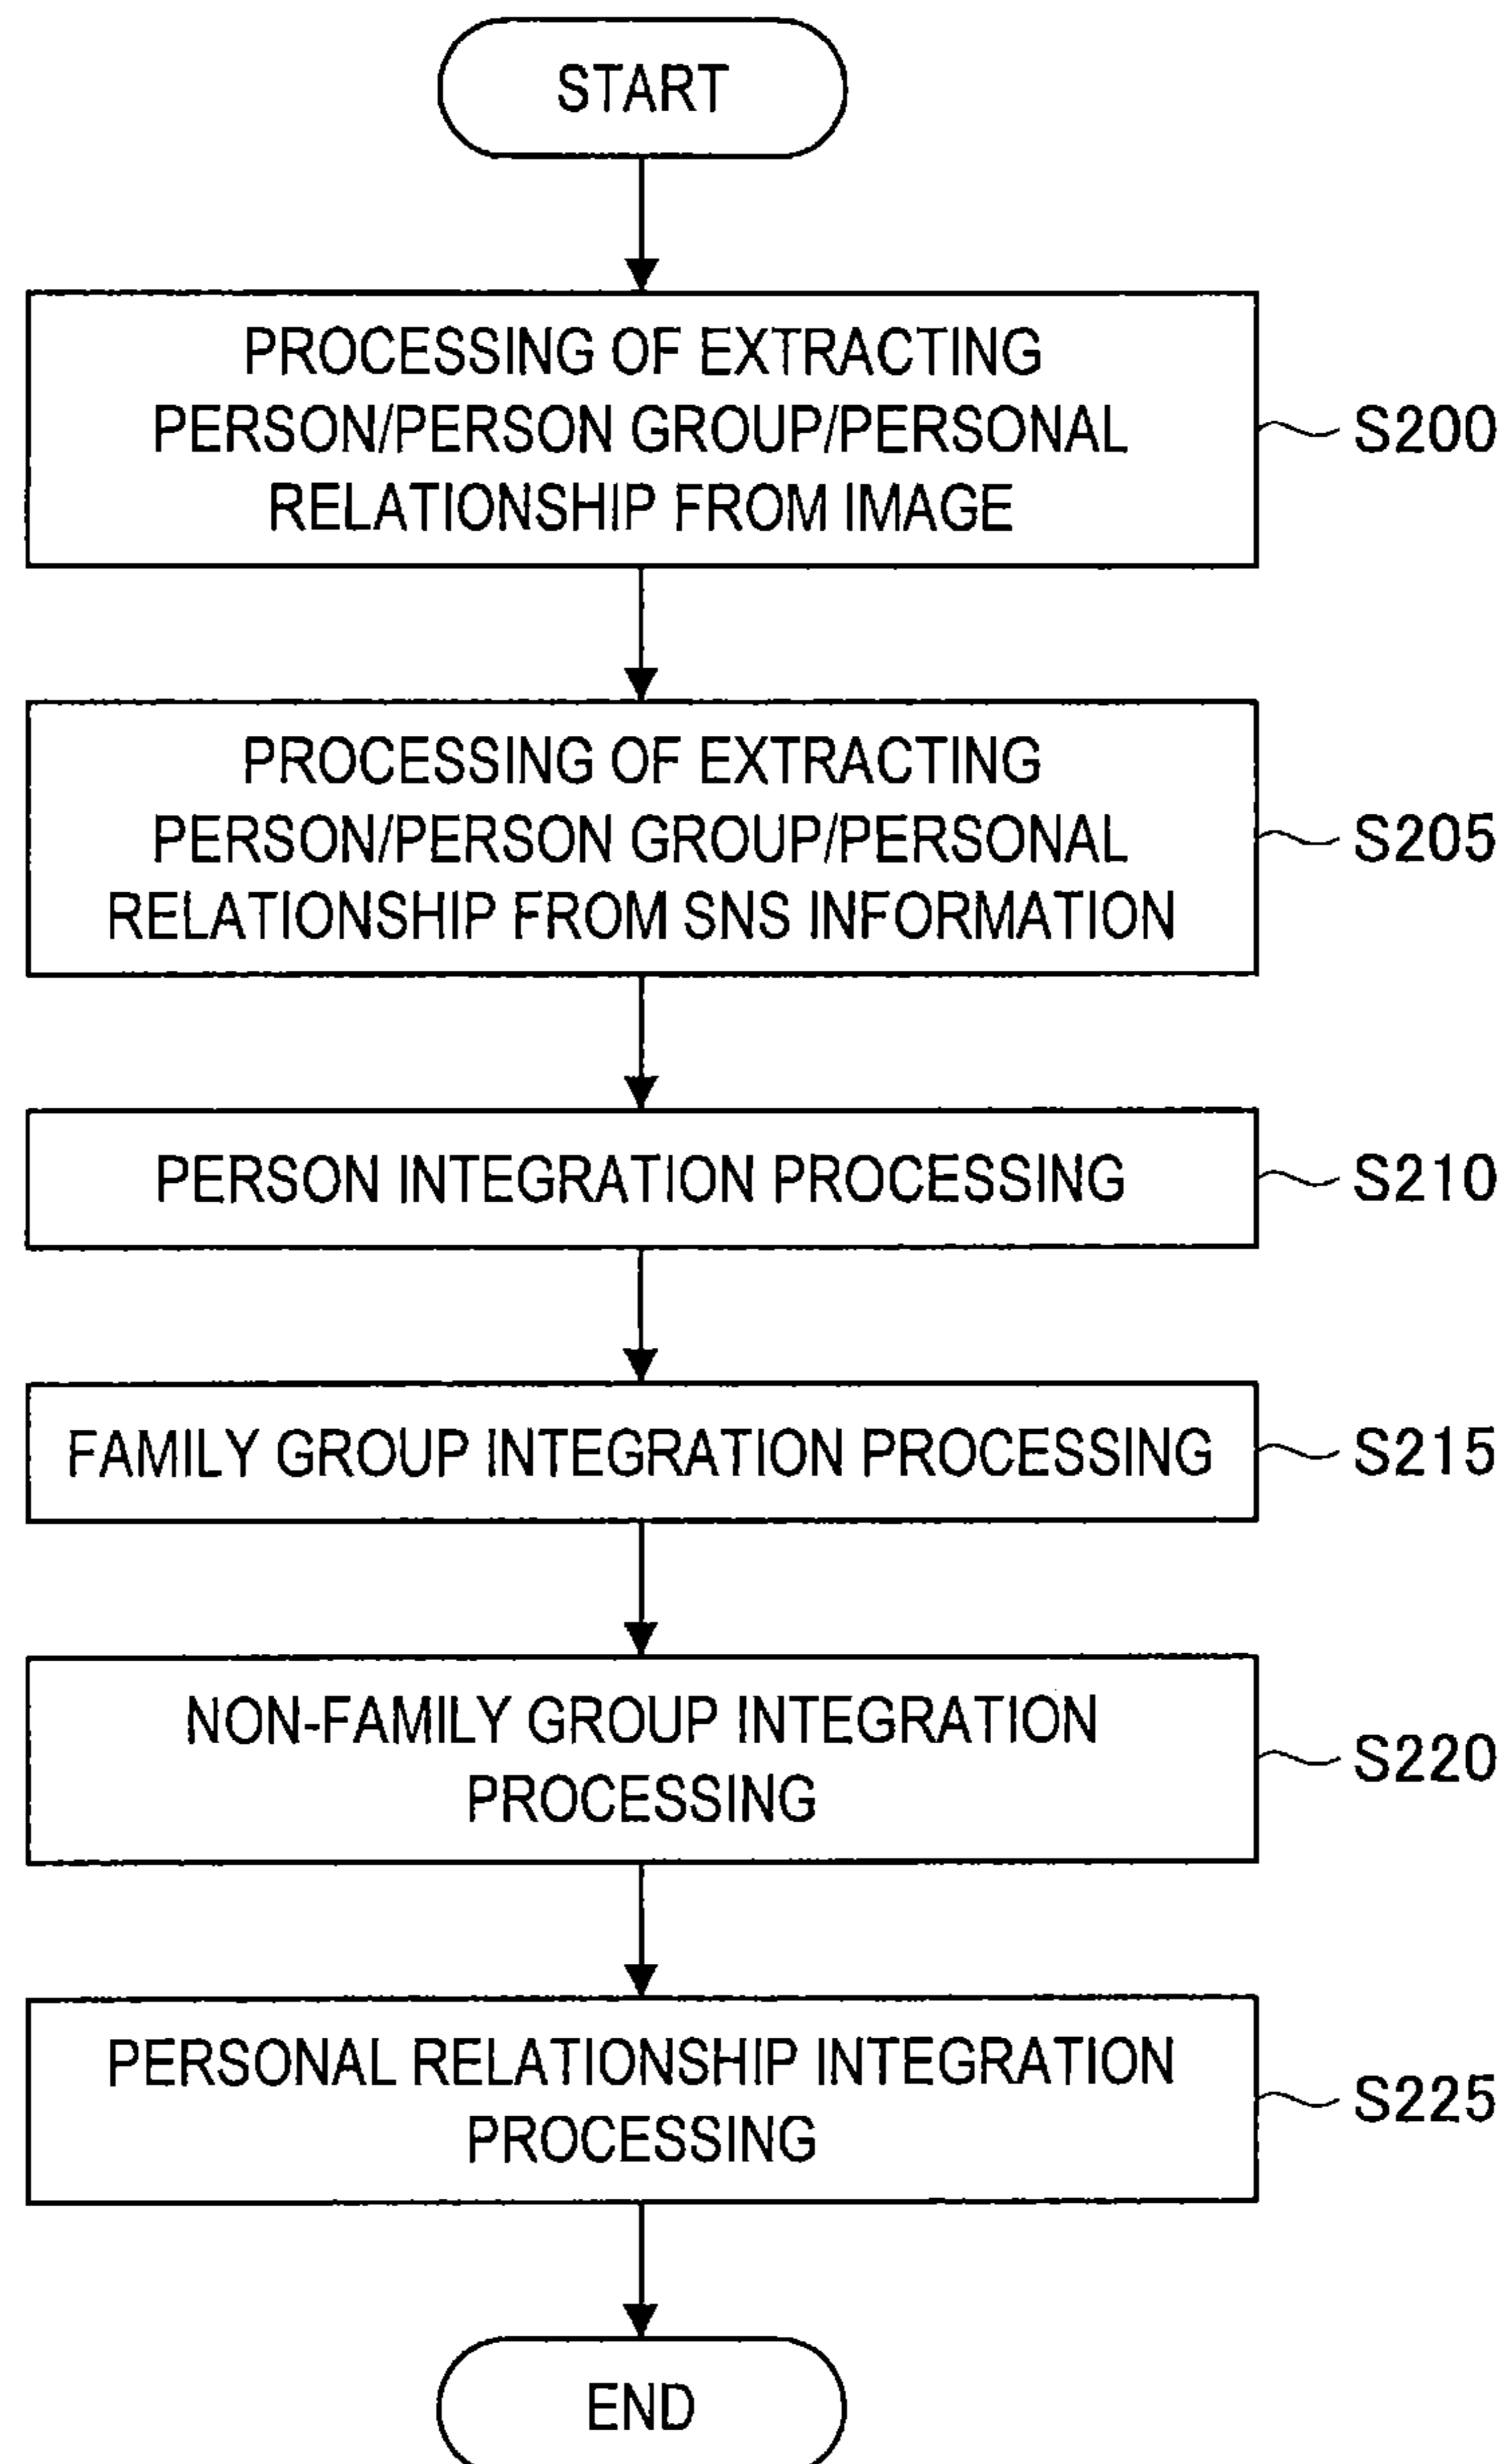 START
PROCESSING OF EXTRACTING
PERSON/PERSON GROUP/PERSONAL
RELATIONSHIP FROM IMAGE
S200
PROCESSING OF EXTRACTING
PERSON/PERSON GROUP/PERSONAL
RELATIONSHIP FROM SNS INFORMATION
S205
PERSON INTEGRATION PROCESSING
S210
FAMILY GROUP INTEGRATION PROCESSING
S215
NON-FAMILY GROUP INTEGRATION
PROCESSING
S220
PERSONAL RELATIONSHIP INTEGRATION
PROCESSING
S225
END